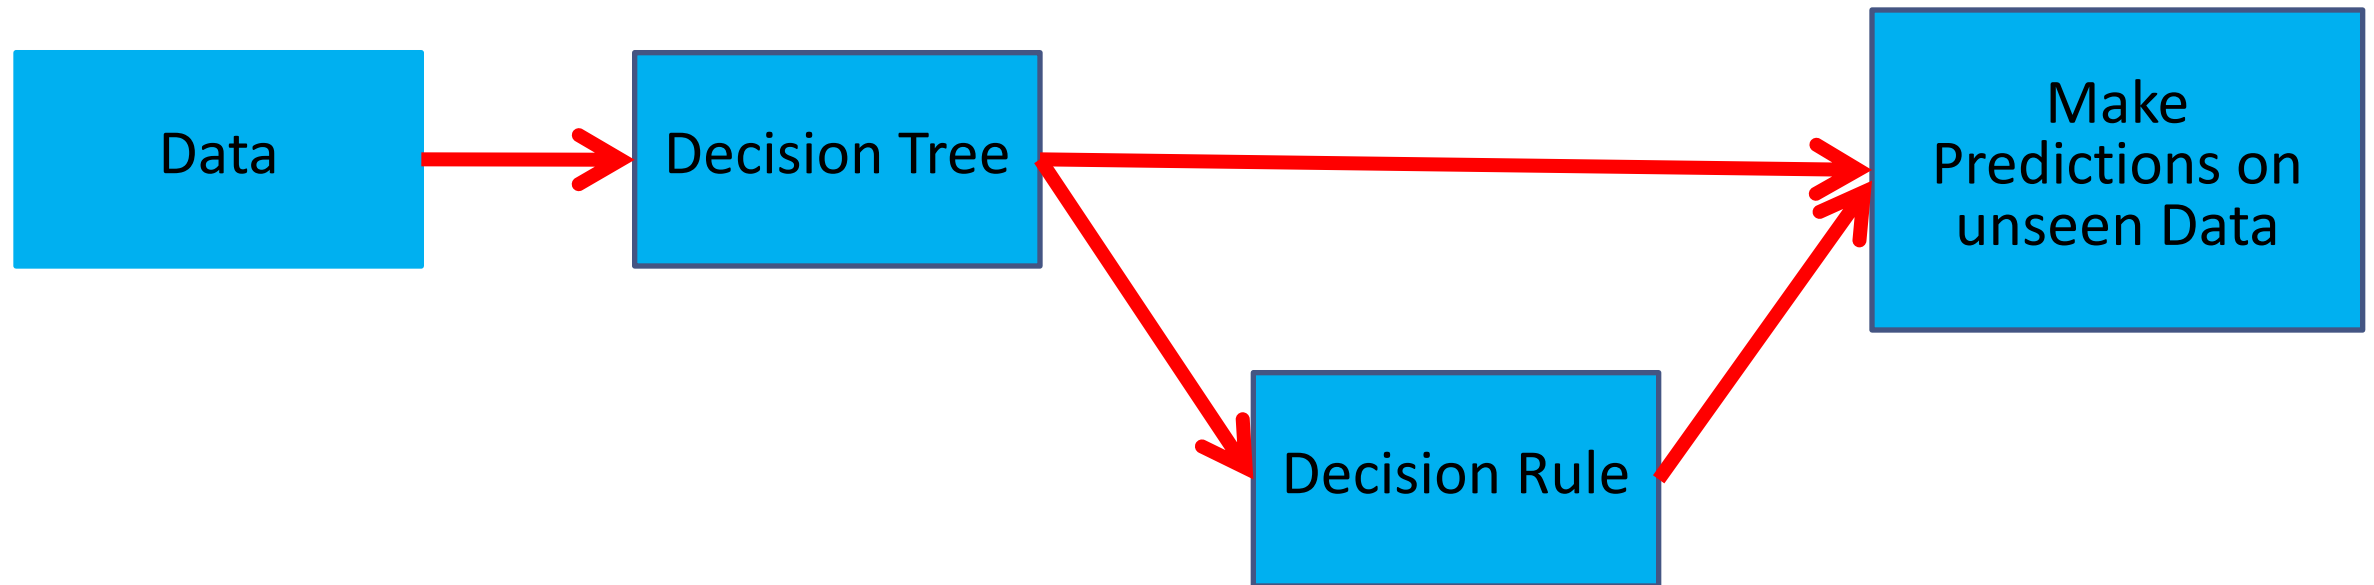 Data
Decision Tree
Make
Predictions on
unseen Data
Decision Rule